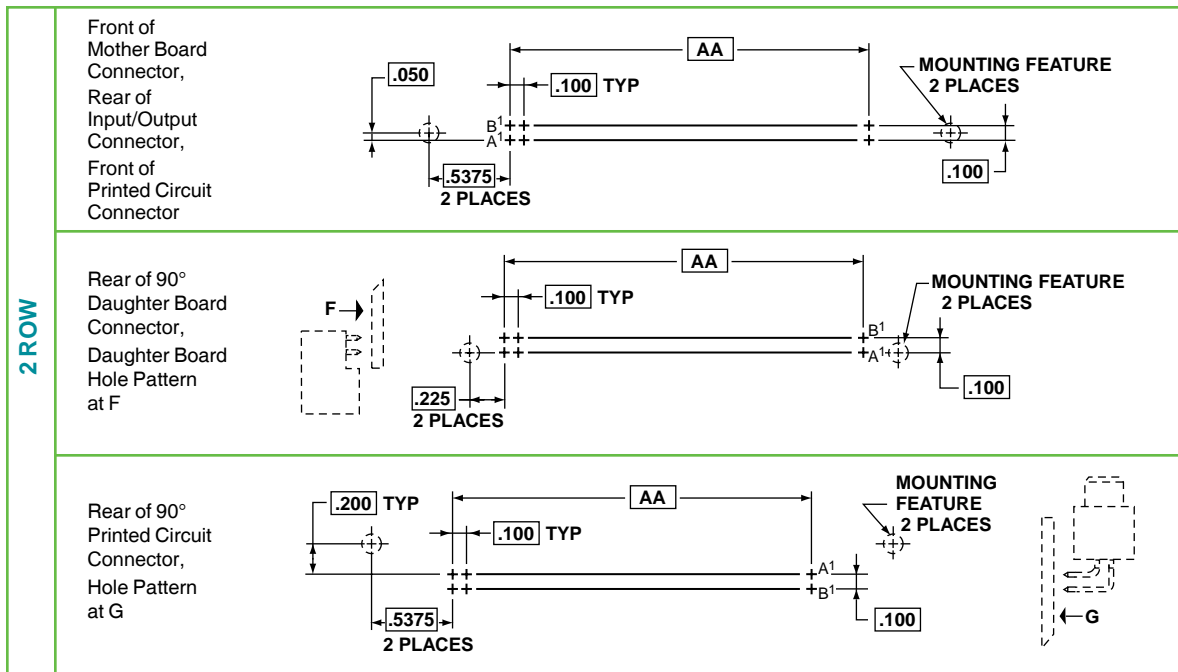 2 ROW
Front of
Mother Board
Connector,
Rear of
Input/Output
Connector,
Front of
Printed Circuit
Connector
.050
.100 TYP
AA
MOUNTING FEATURE
2 PLACES
B1
A1
.5375
2 PLACES
.100
Rear of 90°
Daughter Board
Connector,
Daughter Board
Hole Pattern
at F
F
.100 TYP
AA
MOUNTING FEATURE
2 PLACES
B1
A1
.225
2 PLACES
.100
Rear of 90°
Printed Circuit
Connector,
Hole Pattern
at G
.200 TYP
.100 TYP
AA
MOUNTING
FEATURE
2 PLACES
A1
B1
.5375
2 PLACES
.100
G